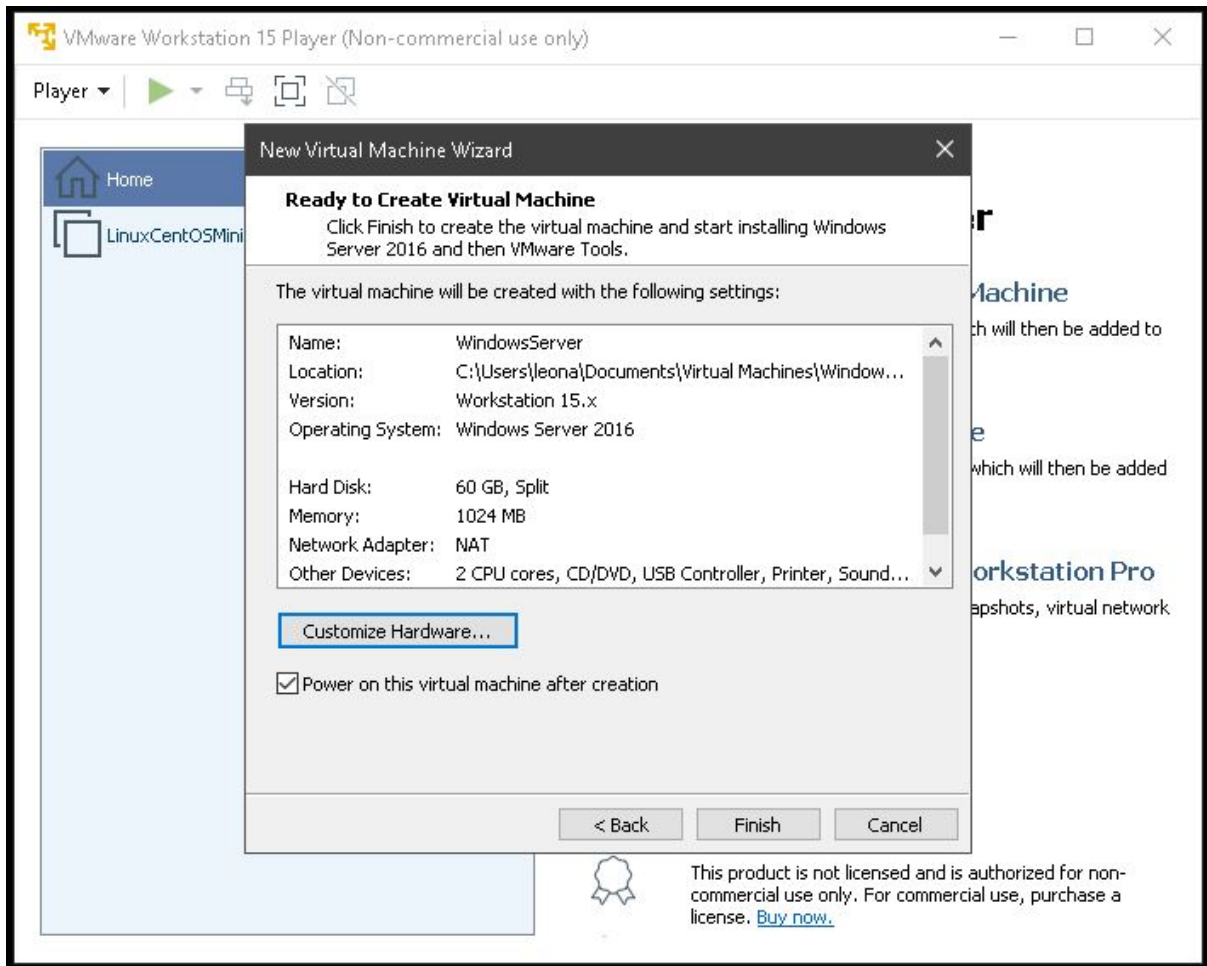 VMware Workstation 15 Player (Non-commercial use only)
Player
Home
LinuxCentOSMini
New Virtual Machine Wizard
Ready to Create Virtual Machine
Click Finish to create the virtual machine and start installing Windows
Server 2016 and then VMware Tools.
The virtual machine will be created with the following settings:
Name: WindowsServer
Location: C:\Users\leona\Documents\Virtual Machines\Window...
Version: Workstation 15.x
Operating System: Windows Server 2016
Hard Disk: 60 GB, Split
Memory: 1024 MB
Network Adapter: NAT
Other Devices: 2 CPU cores, CD/DVD, USB Controller, Printer, Sound...
Customize Hardware...
Power on this virtual machine after creation
< Back Finish Cancel
will then be added to
which will then be added
orkstation Pro
apshots, virtual network
This product is not licensed and is authorized for non-
commercial use only. For commercial use, purchase a
license. Buy now.